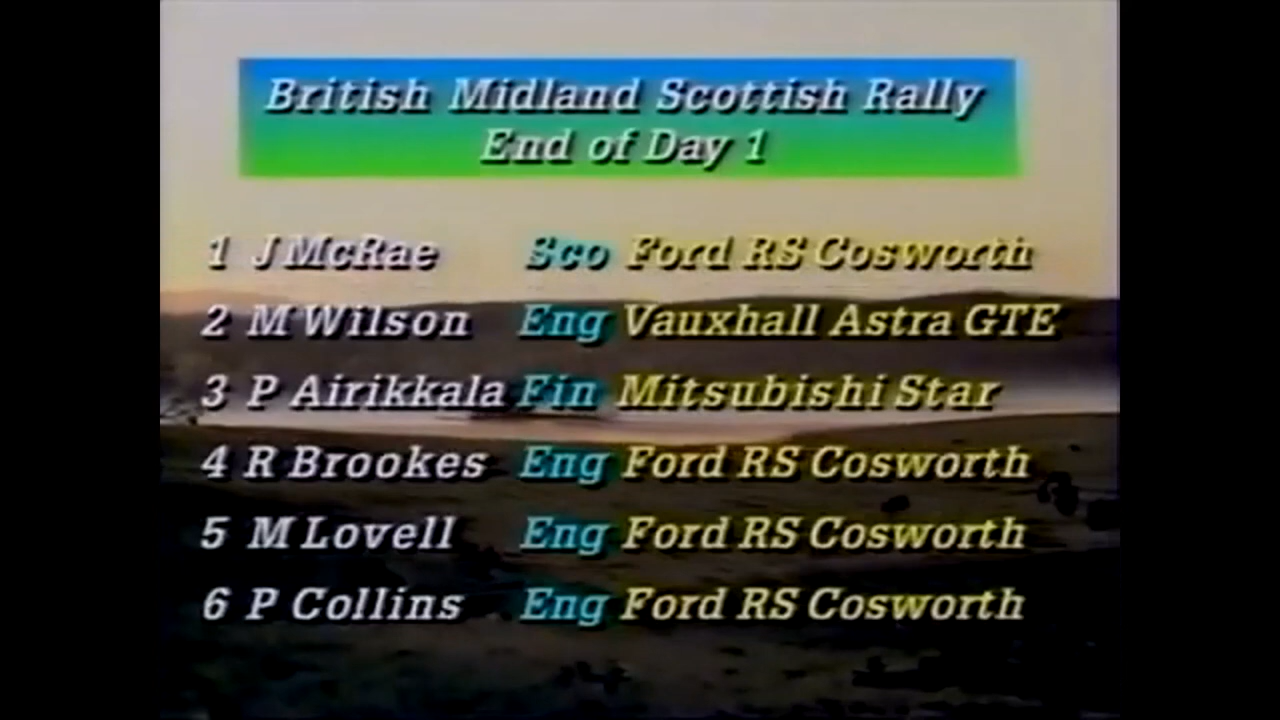 British Midland Scottish Rally
End of Day 1
1 J McRae Sco Ford RS Cosworth
2 M Wilson Eng Vauxhall Astra GTE
3 P Airikkala Fin Mitsubishi Star
4 R Brookes Eng Ford RS Cosworth
5 M Lovell Eng Ford RS Cosworth
6 P Collins Eng Ford RS Cosworth